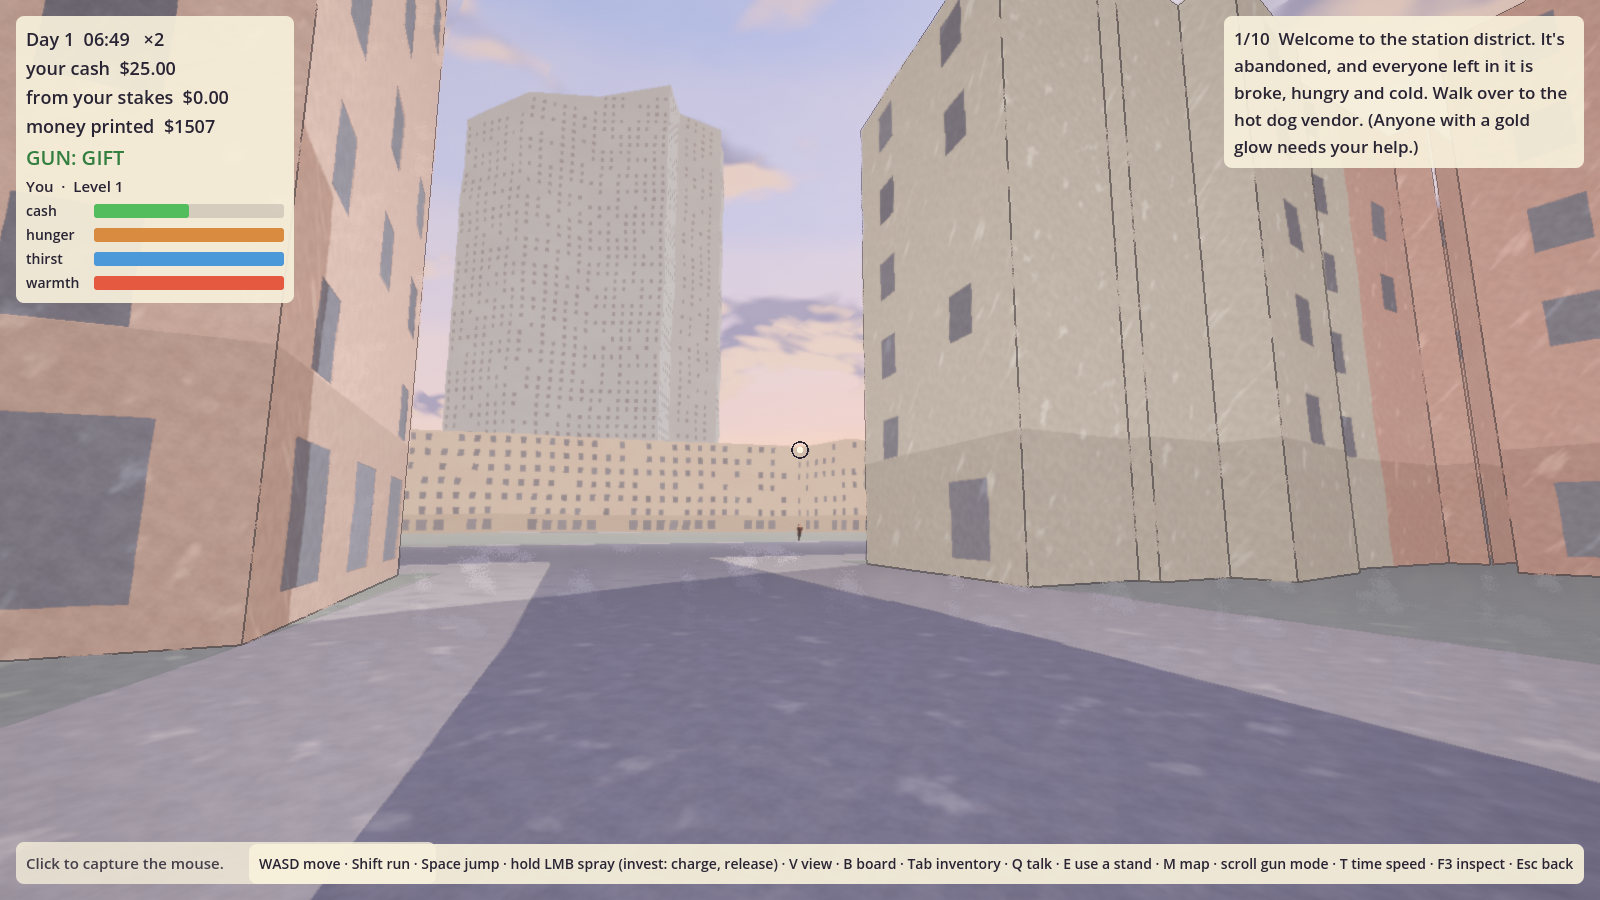 Day 1  06:49  ×2
your cash  $25.00
from your stakes  $0.00
money printed  $1507
GUN: GIFT
You · Level 1
cash
hunger
thirst
warmth
1/10  Welcome to the station district. It's
abandoned, and everyone left in it is
broke, hungry and cold. Walk over to the
hot dog vendor. (Anyone with a gold
glow needs your help.)
Click to capture the mouse.
WASD move · Shift run · Space jump · hold LMB spray (invest: charge, release) · V view · B board · Tab inventory · Q talk · E use a stand · M map · scroll gun mode · T time speed · F3 inspect · Esc back